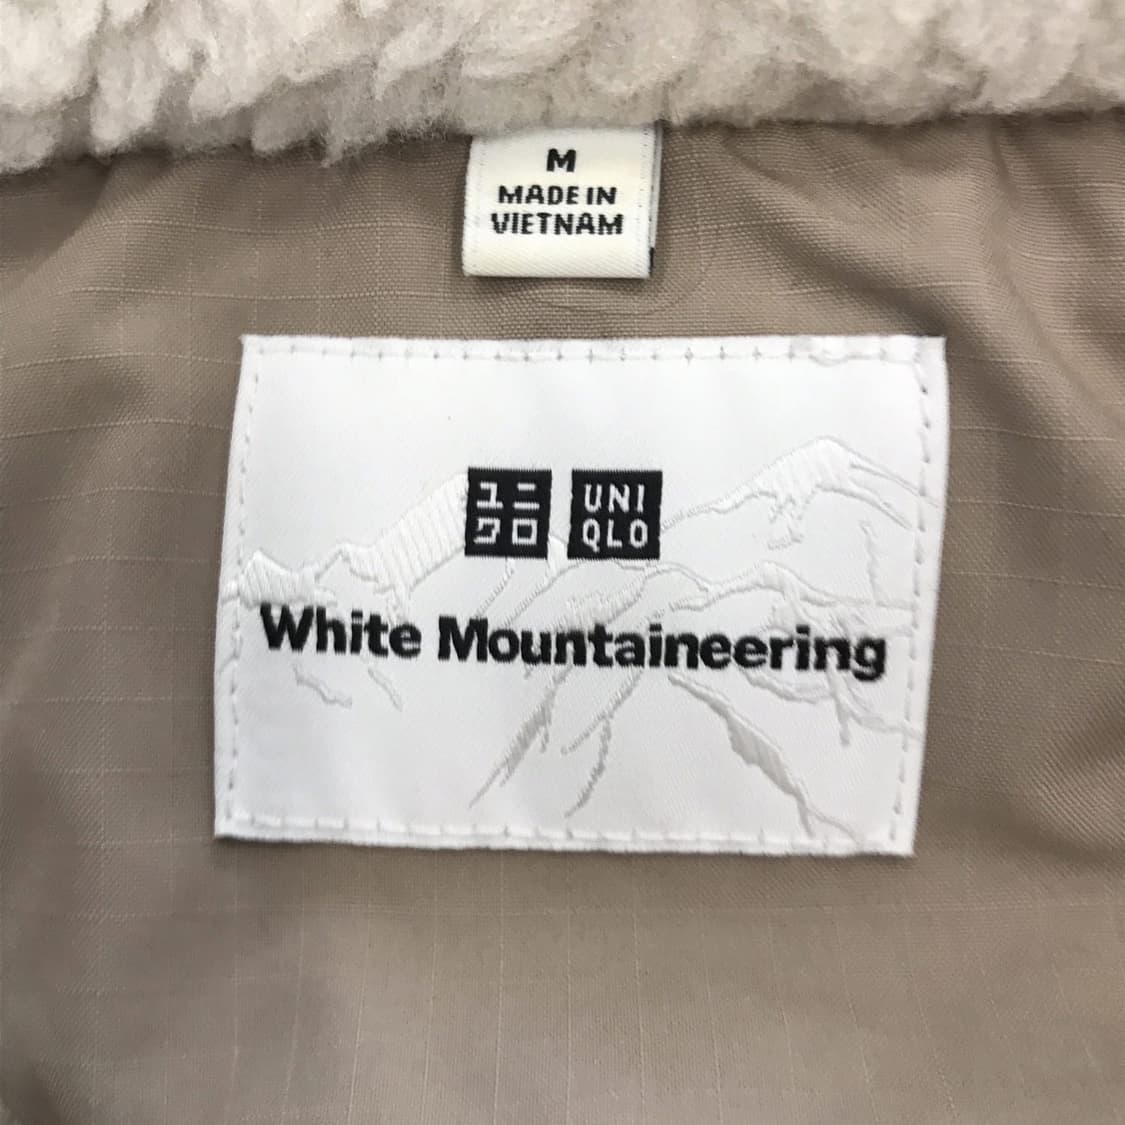 M
MADE IN
VIETNAM
ユニ
クロ
UNI
QLO
White Mountaineering